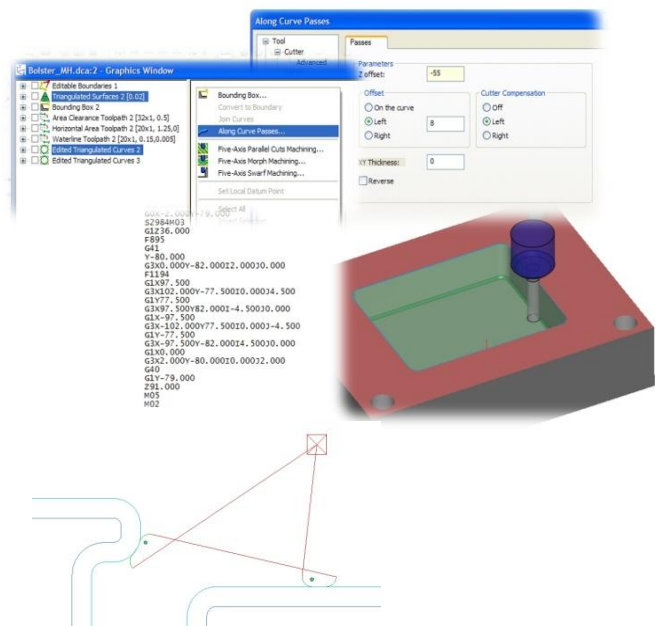 Along Curve Passes
Tool
Cutter
Advanced
Passes
Parameters
Z offset: -55
Offset
On the curve
Left 8
Right
Cutter Compensation
Off
Left
Right
XY Thickness: 0
Reverse
Bolster_MH.dca:2 - Graphics Window
Editable Boundaries 1
Triangulated Surfaces 2 [0.02]
Bounding Box 2
Area Clearance Toolpath 2 [32x1, 0.5]
Horizontal Area Toolpath 2 [20x1, 1.25,0]
Waterline Toolpath 2 [20x1, 0.15,0.005]
Edited Triangulated Curves 2
Edited Triangulated Curves 3
Bounding Box...
Convert to Boundary
Join Curves
Along Curve Passes...
Five-Axis Parallel Cuts Machining...
Five-Axis Morph Machining...
Five-Axis Swarf Machining...
Set Local Datum Point
Select All
G0X-2.000Y-79.000
S2984M03
G1Z36.000
F895
G41
Y-80.000
G3X0.000Y-82.000I2.000J0.000
F1194
G1X97.500
G3X102.000Y-77.500I0.000J4.500
G1Y77.500
G3X97.500Y82.000I-4.500J0.000
G1X-97.500
G3X-102.000Y77.500I0.000J-4.500
G1Y-77.500
G3X-97.500Y-82.000I4.500J0.000
G1X0.000
G3X2.000Y-80.000I0.000J2.000
G40
G1Y-79.000
Z91.000
M05
M02